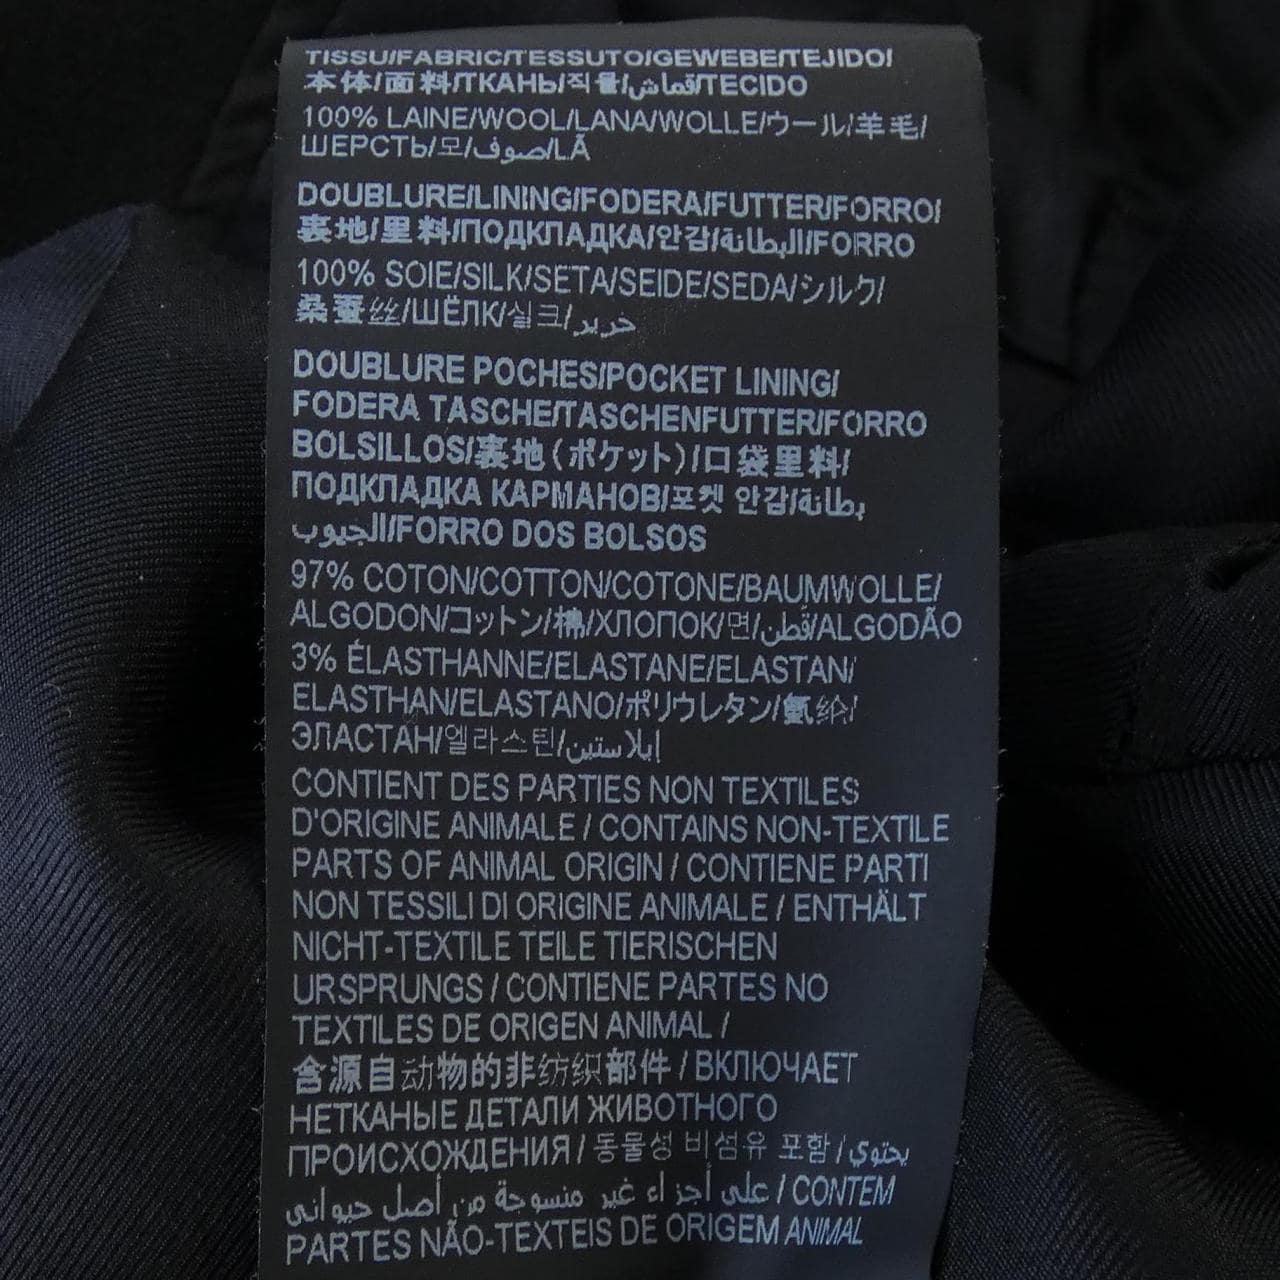 TISSU/FABRIC/TESSUTO/GEWEBE/TEJIDO/
本体/面料/ТКАНЬ/직물/قماش/TECIDO
100% LAINE/WOOL/LANA/WOLLE/ウール/羊毛/
ШЕРСТЬ/모/صوف/LÃ
DOUBLURE/LINING/FODERA/FUTTER/FORRO/
裏地/里料/ПОДКЛАДКА/안감/البطانة/FORRO
100% SOIE/SILK/SETA/SEIDE/SEDA/シルク/
桑蚕丝/ШЁЛК/실크/حرير
DOUBLURE POCHES/POCKET LINING/
FODERA TASCHE/TASCHENFUTTER/FORRO
BOLSILLOS/裏地(ポケット)/口袋里料/
ПОДКЛАДКА КАРМАНОВ/포켓 안감/بطانة
الجيوب/FORRO DOS BOLSOS
97% COTON/COTTON/COTONE/BAUMWOLLE/
ALGODON/コットン/棉/ХЛОПОК/면/قطن/ALGODÃO
3% ÉLASTHANNE/ELASTANE/ELASTAN/
ELASTHAN/ELASTANO/ポリウレタン/氨纶/
ЭЛАСТАН/엘라스틴/إيلاستين
CONTIENT DES PARTIES NON TEXTILES
D'ORIGINE ANIMALE / CONTAINS NON-TEXTILE
PARTS OF ANIMAL ORIGIN / CONTIENE PARTI
NON TESSILI DI ORIGINE ANIMALE / ENTHÄLT
NICHT-TEXTILE TEILE TIERISCHEN
URSPRUNGS / CONTIENE PARTES NO
TEXTILES DE ORIGEN ANIMAL /
含源自动物的非纺织部件 / ВКЛЮЧАЕТ
НЕТКАНЫЕ ДЕТАЛИ ЖИВОТНОГО
ПРОИСХОЖДЕНИЯ / 동물성 비섬유 포함 / يحتوي
على أجزاء غير منسوجة من أصل حيواني / CONTEM
PARTES NÃO-TEXTEIS DE ORIGEM ANIMAL